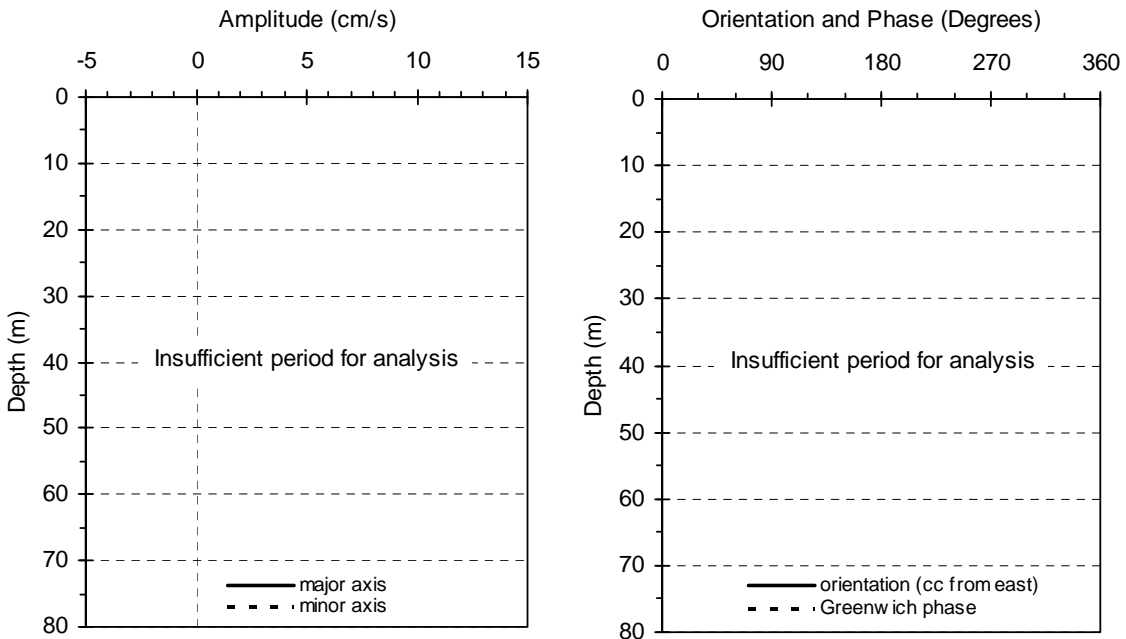 Amplitude (cm/s)
-5 0 5 10 15
0
10
20
30
40
50
60
70
80
Depth (m)
Insufficient period for analysis
major axis
minor axis
Orientation and Phase (Degrees)
0 90 180 270 360
0
10
20
30
40
50
60
70
80
Depth (m)
Insufficient period for analysis
orientation (cc from east)
Greenwich phase